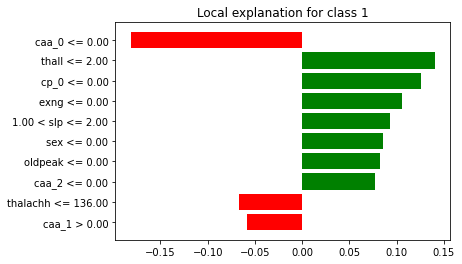 Local explanation for class 1
caa_0 <= 0.00
thall <= 2.00
cp_0 <= 0.00
exng <= 0.00
1.00 < slp <= 2.00
sex <= 0.00
oldpeak <= 0.00
caa_2 <= 0.00
thalachh <= 136.00
caa_1 > 0.00
−0.15 −0.10 −0.05 0.00 0.05 0.10 0.15